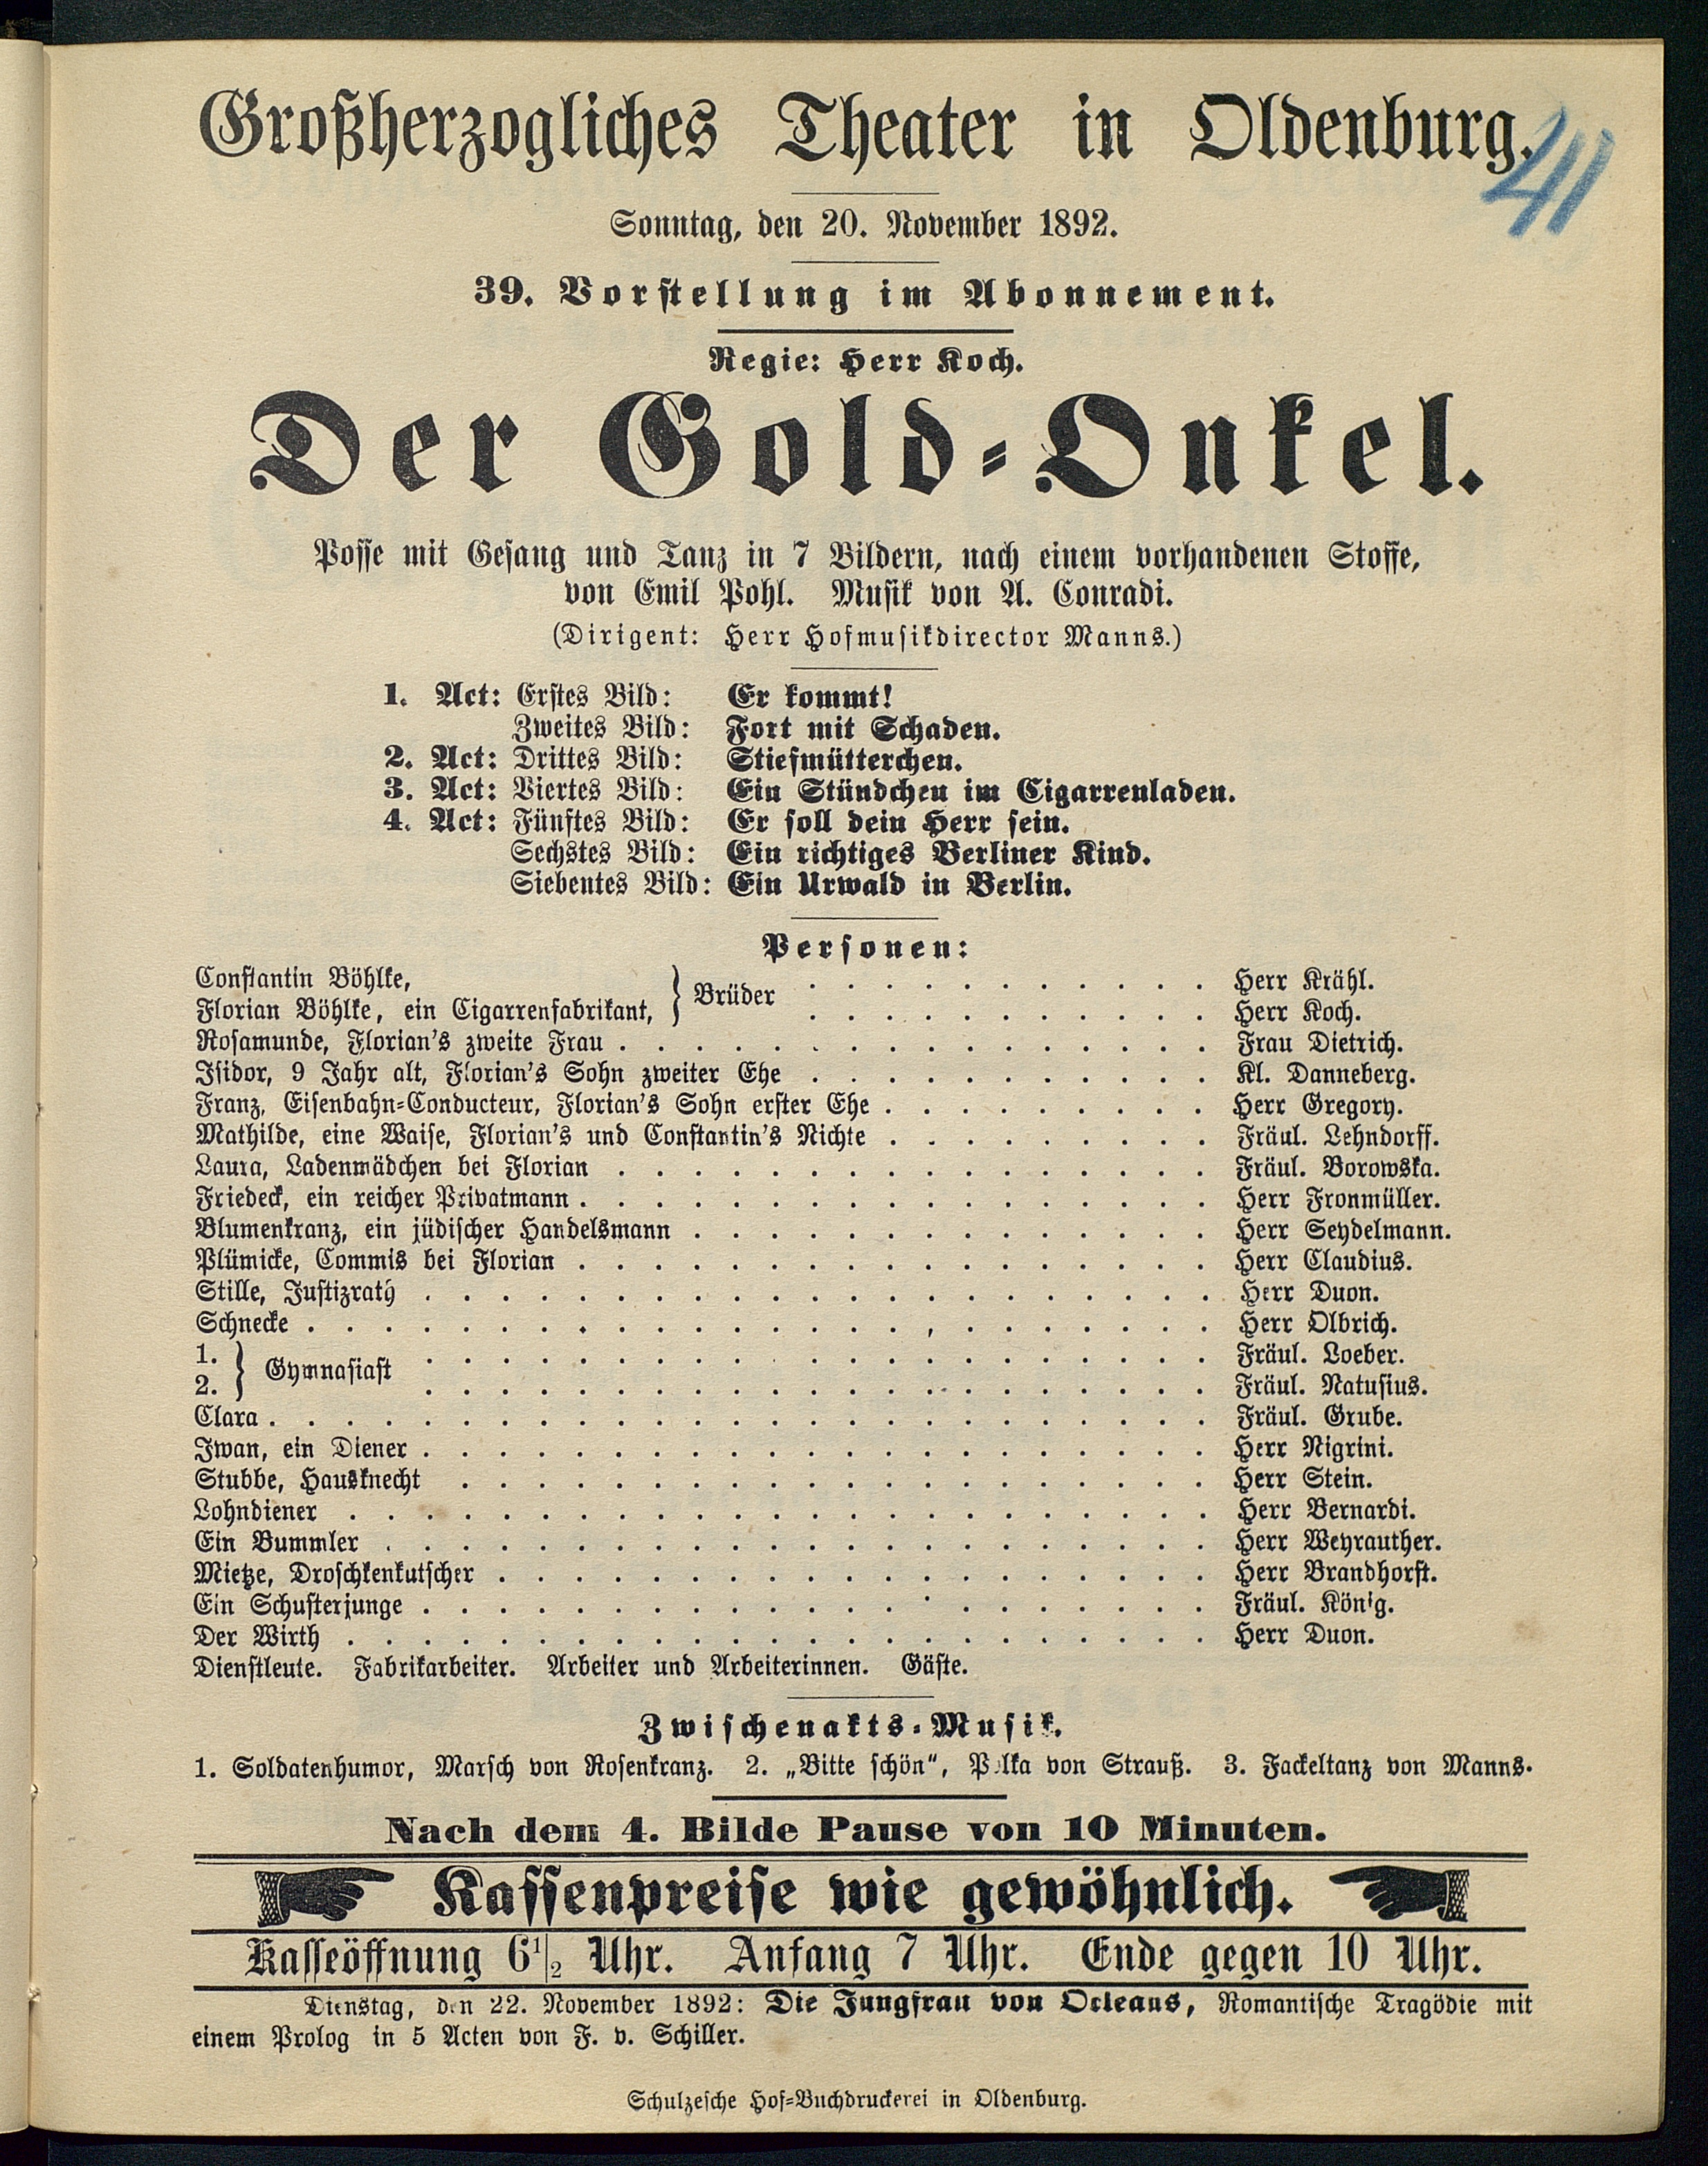 Großherzogliches Theater in Oldenburg.
41
Sonntag, den 20. November 1892.
39. Vorstellung im Abonnement.
Regie: Herr Koch.
Der Gold-Onkel.
Posse mit Gesang und Tanz in 7 Bildern, nach einem vorhandenen Stoffe,
von Emil Pohl. Musik von A. Conradi.
(Dirigent: Herr Hofmusikdirector Manns.)
1. Act: Erstes Bild: Er kommt!
Zweites Bild: Fort mit Schaden.
2. Act: Drittes Bild: Stiefmütterchen.
3. Act: Viertes Bild: Ein Stündchen im Cigarrenladen.
4. Act: Fünftes Bild: Er soll dein Herr sein.
Sechstes Bild: Ein richtiges Berliner Kind.
Siebentes Bild: Ein Urwald in Berlin.
Personen:
Constantin Böhlke, } Brüder . . . . . . . . . . . Herr Krähl.
Florian Böhlke, ein Cigarrenfabrikant, . . . . . . . . . . . Herr Koch.
Rosamunde, Florian's zweite Frau . . . . . . . . . . . . . . . . Frau Dietrich.
Isidor, 9 Jahr alt, Florian's Sohn zweiter Ehe . . . . . . . . . . . Kl. Danneberg.
Franz, Eisenbahn-Conducteur, Florian's Sohn erster Ehe . . . . . . . . . Herr Gregory.
Mathilde, eine Waise, Florian's und Constantin's Nichte . . . . . . . . . Fräul. Lehndorff.
Laura, Ladenmädchen bei Florian . . . . . . . . . . . . . . . . Fräul. Borowska.
Friedeck, ein reicher Privatmann . . . . . . . . . . . . . . . . . Herr Fronmüller.
Blumenkranz, ein jüdischer Handelsmann . . . . . . . . . . . . . . Herr Seydelmann.
Plümicke, Commis bei Florian . . . . . . . . . . . . . . . . . Herr Claudius.
Stille, Justizrath . . . . . . . . . . . . . . . . . . . . . Herr Duon.
Schnecke . . . . . . . . . . . . . . . . . . . . . . . . Herr Olbrich.
1. } Gymnasiast . . . . . . . . . . . . . . . . . . . . . Fräul. Loeber.
2. . . . . . . . . . . . . . . . . . . . . . Fräul. Natusius.
Clara . . . . . . . . . . . . . . . . . . . . . . . . . Fräul. Grube.
Iwan, ein Diener . . . . . . . . . . . . . . . . . . . . . Herr Nigrini.
Stubbe, Hausknecht . . . . . . . . . . . . . . . . . . . . Herr Stein.
Lohndiener . . . . . . . . . . . . . . . . . . . . . . . Herr Bernardi.
Ein Bummler . . . . . . . . . . . . . . . . . . . . . . Herr Weyrauther.
Mietze, Droschkenkutscher . . . . . . . . . . . . . . . . . . . Herr Brandhorst.
Ein Schusterjunge . . . . . . . . . . . . . . . . . . . . . Fräul. König.
Der Wirth . . . . . . . . . . . . . . . . . . . . . . . Herr Duon.
Dienstleute. Fabrikarbeiter. Arbeiter und Arbeiterinnen. Gäste.
Zwischenakts-Musik.
1. Soldatenhumor, Marsch von Rosenkranz. 2. „Bitte schön“, Polka von Strauß. 3. Fackeltanz von Manns.
Nach dem 4. Bilde Pause von 10 Minuten.
Kassenpreise wie gewöhnlich.
Kasseöffnung 6 1/2 Uhr. Anfang 7 Uhr. Ende gegen 10 Uhr.
Dienstag, den 22. November 1892: Die Jungfrau von Orleans, Romantische Tragödie mit
einem Prolog in 5 Acten von F. v. Schiller.
Schulzesche Hof-Buchdruckerei in Oldenburg.